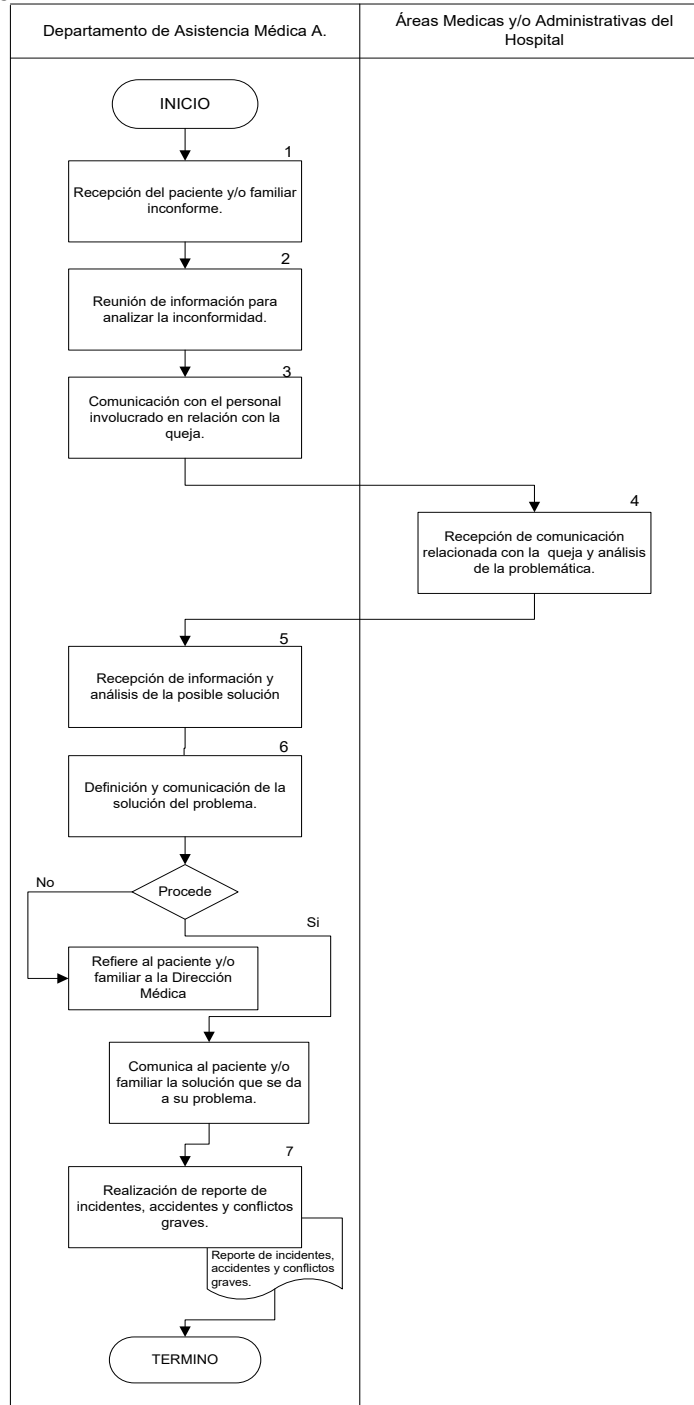 Departamento de Asistencia Médica A.
Áreas Medicas y/o Administrativas del
Hospital
INICIO
1
Recepción del paciente y/o familiar
inconforme.
2
Reunión de información para
analizar la inconformidad.
3
Comunicación con el personal
involucrado en relación con la
queja.
4
Recepción de comunicación
relacionada con la queja y análisis
de la problemática.
5
Recepción de información y
análisis de la posible solución
6
Definición y comunicación de la
solución del problema.
No
Procede
Si
Refiere al paciente y/o
familiar a la Dirección
Médica
Comunica al paciente y/o
familiar la solución que se da
a su problema.
7
Realización de reporte de
incidentes, accidentes y conflictos
graves.
Reporte de incidentes,
accidentes y conflictos
graves.
TERMINO